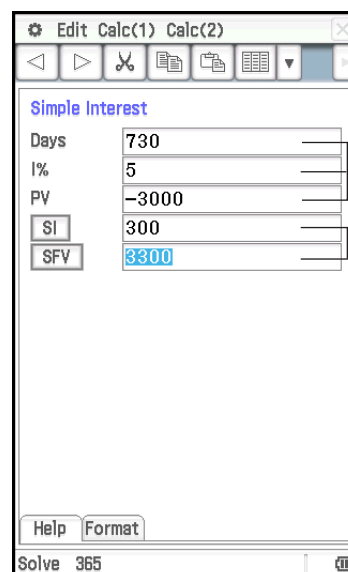 Edit Calc(1) Calc(2)
Simple Interest
Days 730
I% 5
PV -3000
SI 300
SFV 3300
Help Format
Solve 365